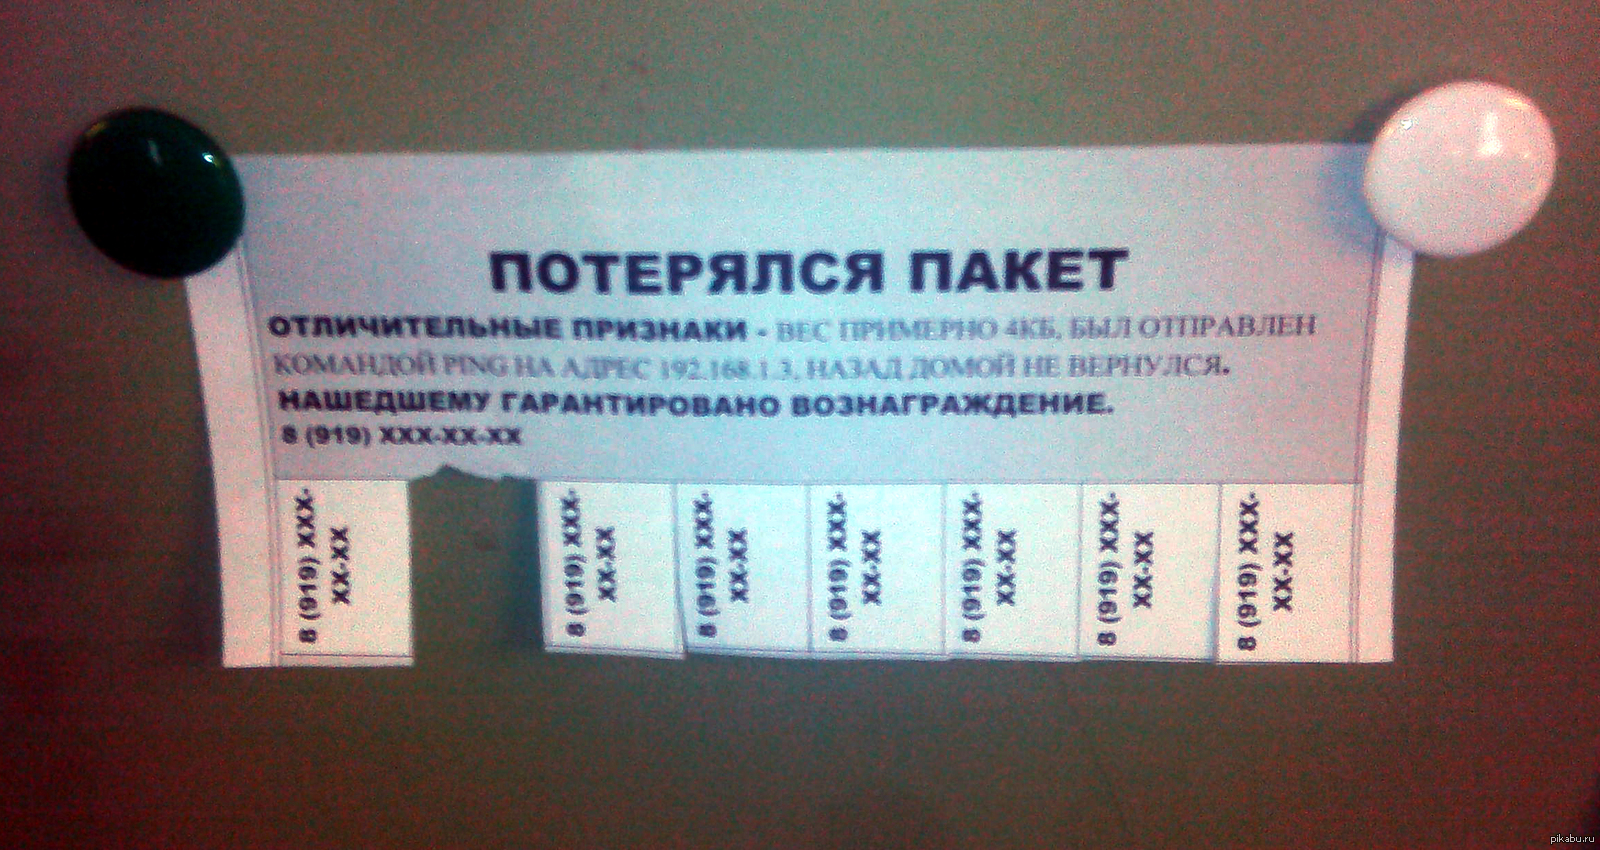 ПОТЕРЯЛСЯ ПАКЕТ
ОТЛИЧИТЕЛЬНЫЕ ПРИЗНАКИ - ВЕС ПРИМЕРНО 4КБ, БЫЛ ОТПРАВЛЕН
КОМАНДОЙ PING НА АДРЕС 192.168.1.3, НАЗАД ДОМОЙ НЕ ВЕРНУЛСЯ.
НАШЕДШЕМУ ГАРАНТИРОВАНО ВОЗНАГРАЖДЕНИЕ.
8 (919) XXX-XX-XX
8 (919) XXX-
XX-XX
8 (919) XXX-
XX-XX
8 (919) XXX-
XX-XX
8 (919) XXX-
XX-XX
8 (919) XXX-
XX-XX
8 (919) XXX-
XX-XX
8 (919) XXX-
XX-XX
pikabu.ru